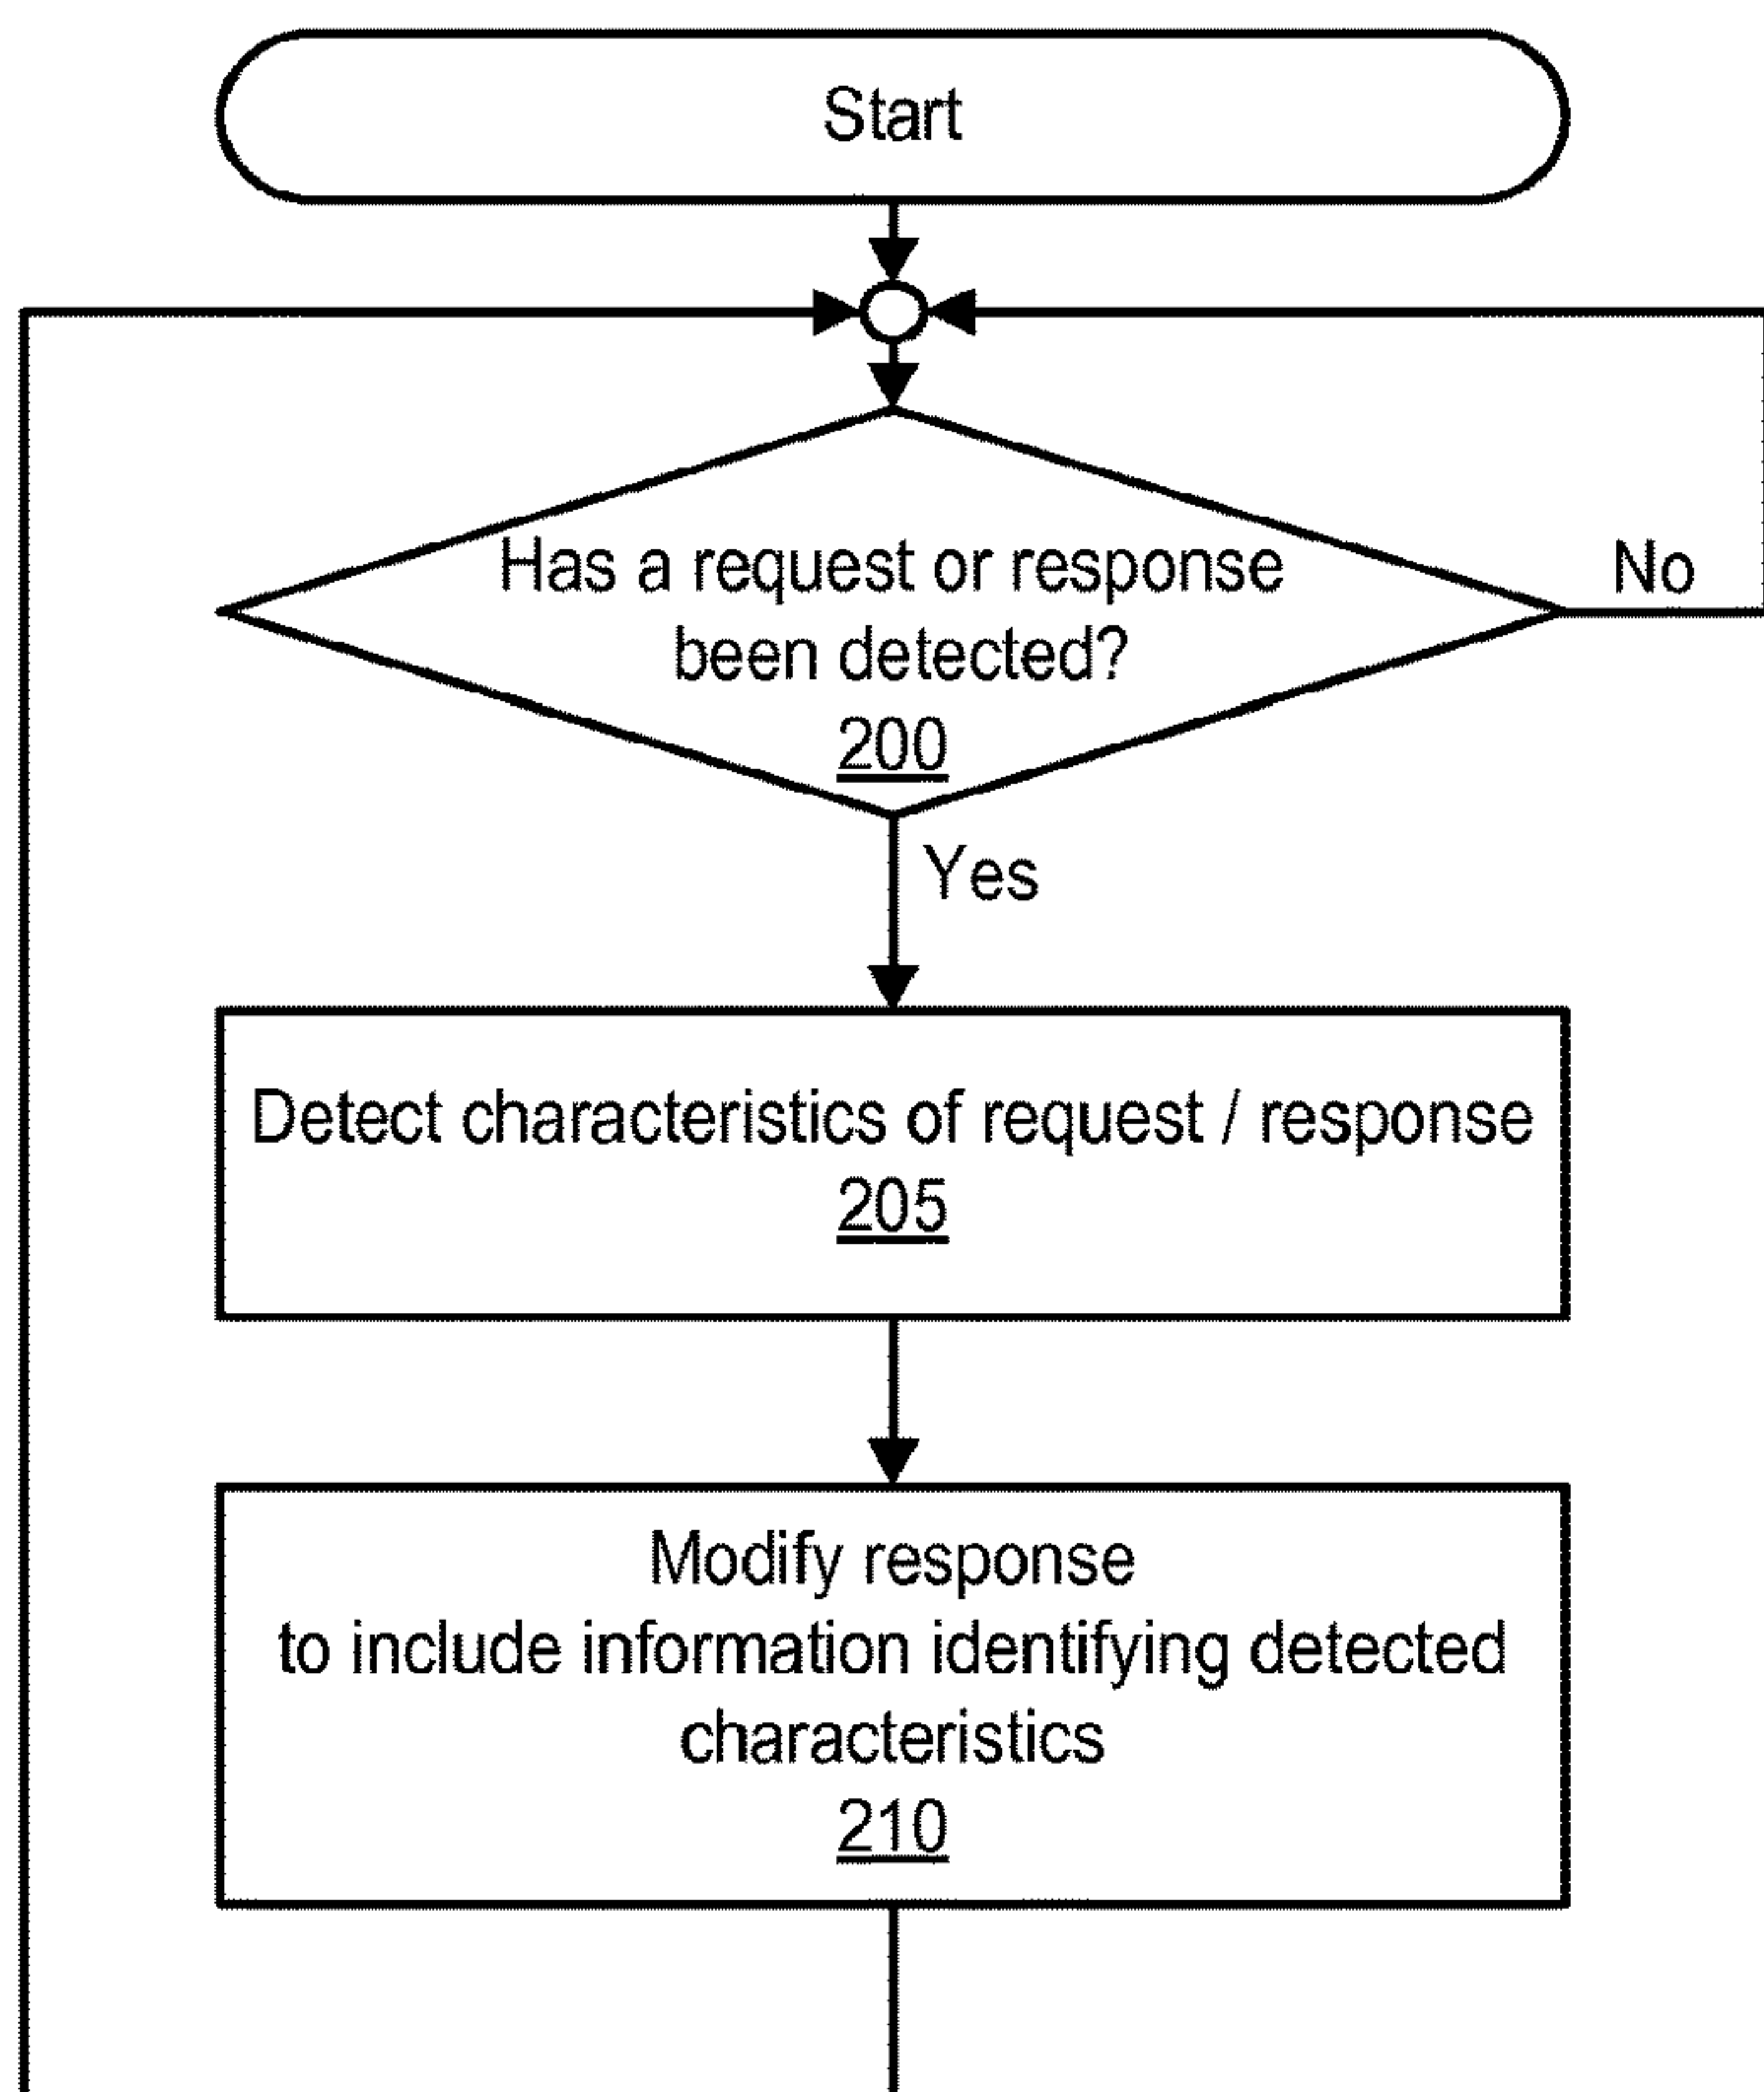 Start
Has a request or response
been detected?
200
No
Yes
Detect characteristics of request / response
205
Modify response
to include information identifying detected
characteristics
210